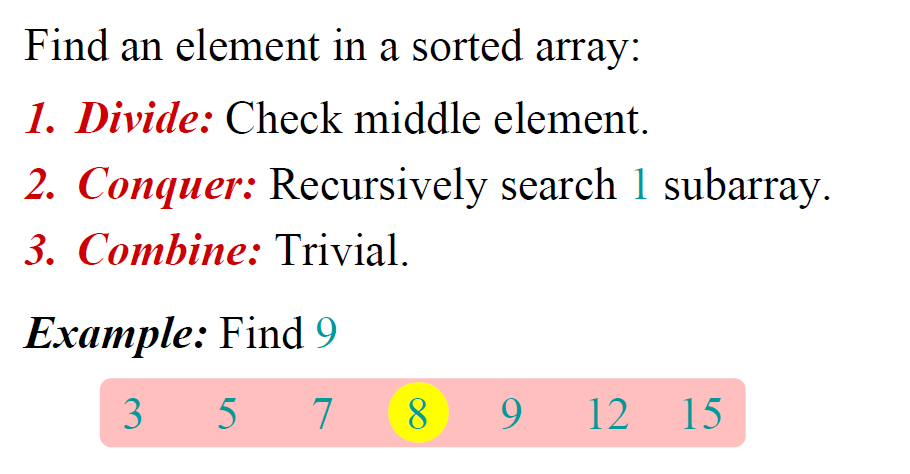 Find an element in a sorted array:
1. Divide: Check middle element.
2. Conquer: Recursively search 1 subarray.
3. Combine: Trivial.
Example: Find 9
3 5 7 8 9 12 15